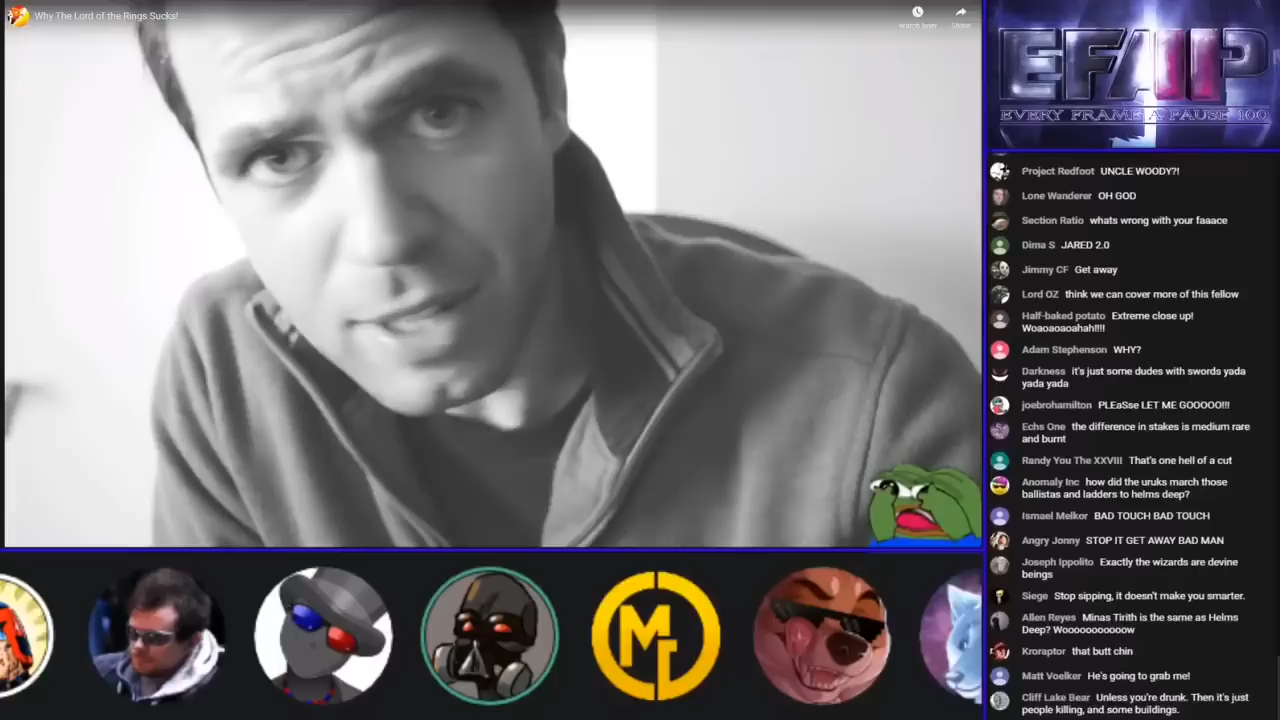 Why The Lord of the Rings Sucks!
Watch later
Share
EFAP
EVERY FRAME A PAUSE 100
Project Redfoot UNCLE WOODY?!
Lone Wanderer OH GOD
Section Ratio whats wrong with your faaace
Dima S JARED 2.0
Jimmy CF Get away
Lord OZ think we can cover more of this fellow
Half-baked potato Extreme close up!
Woaoaoaoahah!!!!
Adam Stephenson WHY?
Darkness it's just some dudes with swords yada
yada yada
joebrohamilton PLEaSse LET ME GOOOOO!!!
Echs One the difference in stakes is medium rare
and burnt
Randy You The XXVIII That's one hell of a cut
Anomaly Inc how did the uruks march those
ballistas and ladders to helms deep?
Ismael Melkor BAD TOUCH BAD TOUCH
Angry Jonny STOP IT GET AWAY BAD MAN
Joseph Ippolito Exactly the wizards are devine
beings
Siege Stop sipping, it doesn't make you smarter.
Allen Reyes Minas Tirith is the same as Helms
Deep? Wooooooooooow
Kroraptor that butt chin
Matt Voelker He's going to grab me!
Cliff Lake Bear Unless you're drunk. Then it's just
people killing, and some buildings.